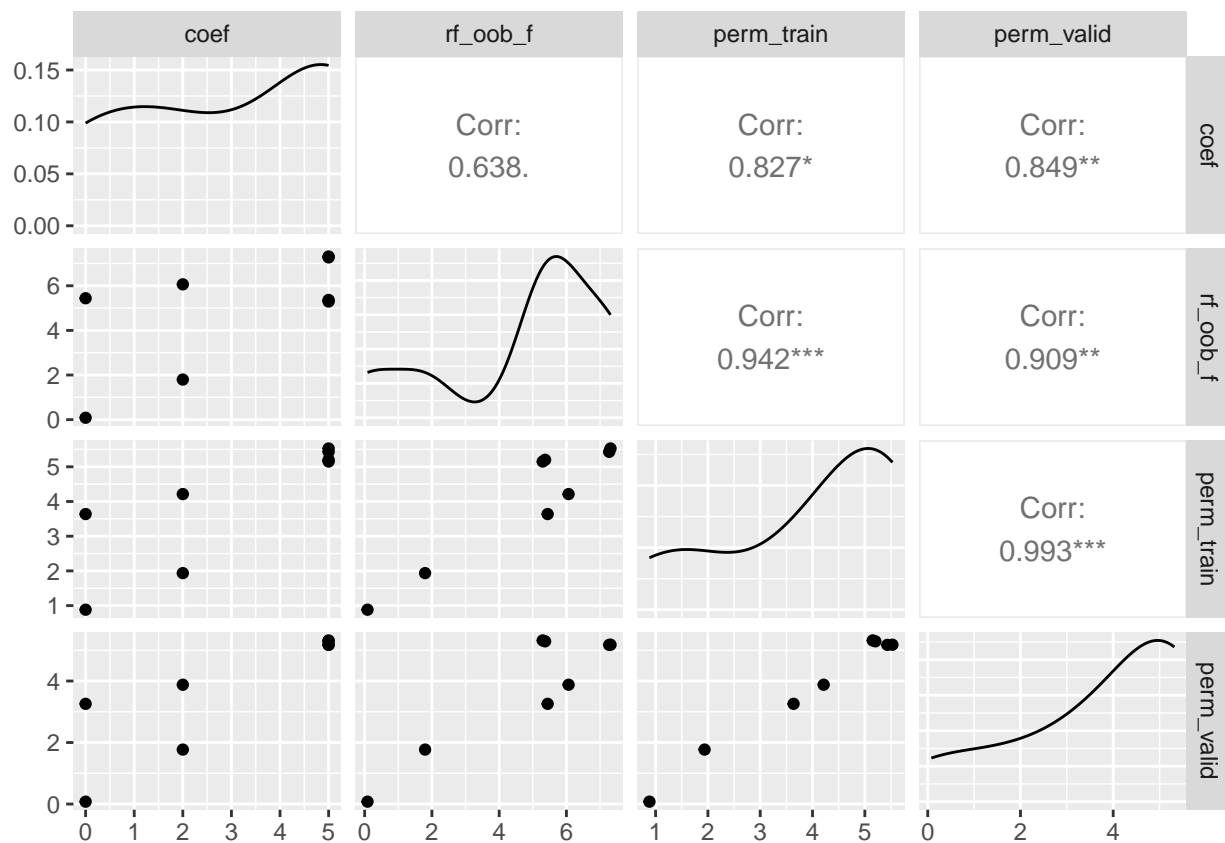 coef rf_oob_f perm_train perm_valid
0.15
0.10
0.05
0.00
Corr:
0.638.
Corr:
0.827*
Corr:
0.849**
coef
6
4
2
0
Corr:
0.942***
Corr:
0.909**
rf_oob_f
5
4
3
2
1
Corr:
0.993***
perm_train
4
2
0
perm_valid
0 1 2 3 4 5 0 2 4 6 1 2 3 4 5 0 2 4